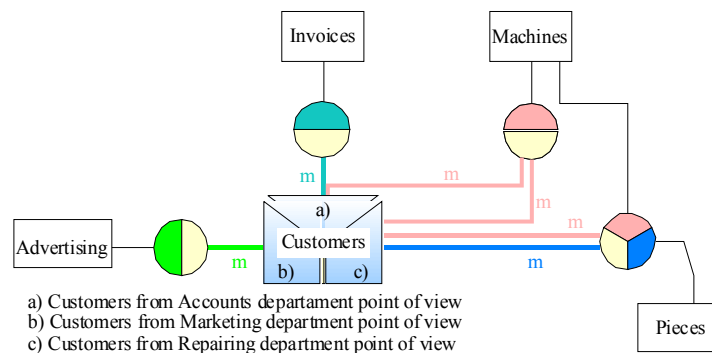 Invoices
Machines
m
m
m
m
a)
Customers
Advertising
m
m
b)
c)
a) Customers from Accounts departament point of view
b) Customers from Marketing department point of view
c) Customers from Repairing department point of view
Pieces